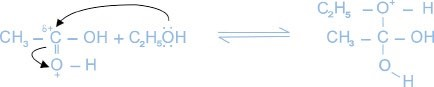 C₂H₅ — O⁺ — H
δ+
CH₃ — C — OH + C₂H₅ÖH ⇌ CH₃ — C — OH
O — H
+
O
H